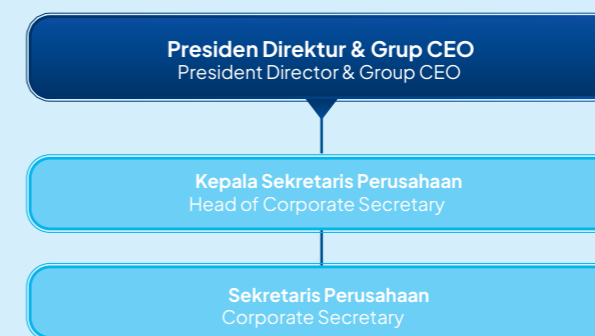 Presiden Direktur & Grup CEO
President Director & Group CEO
Kepala Sekretaris Perusahaan
Head of Corporate Secretary
Sekretaris Perusahaan
Corporate Secretary